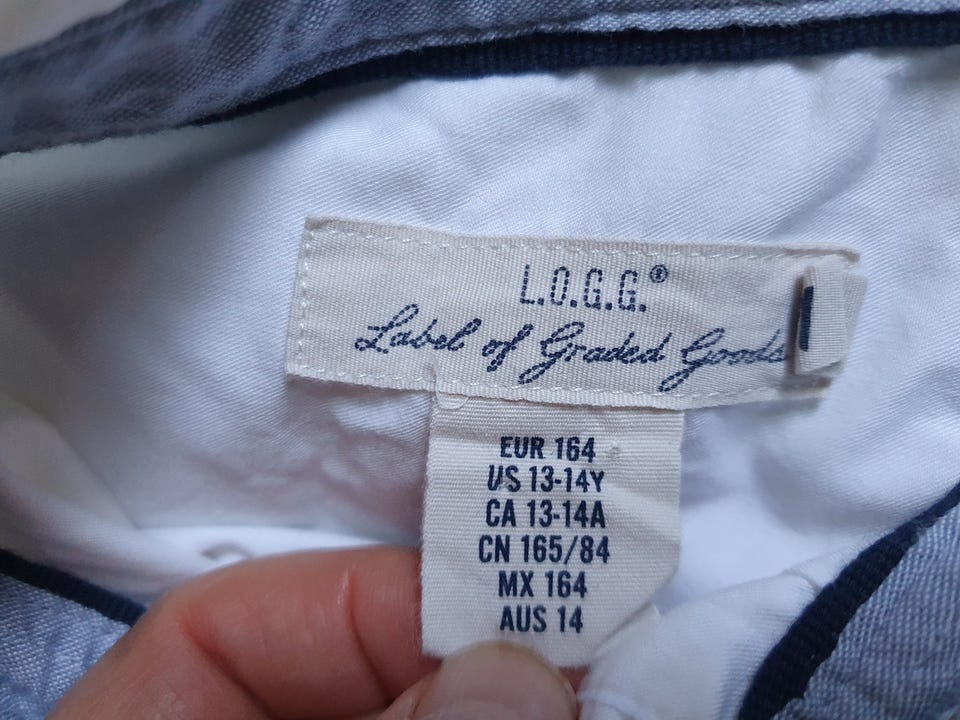 L.O.G.G.®
Label of Graded Goods
EUR 164
US 13-14Y
CA 13-14A
CN 165/84
MX 164
AUS 14